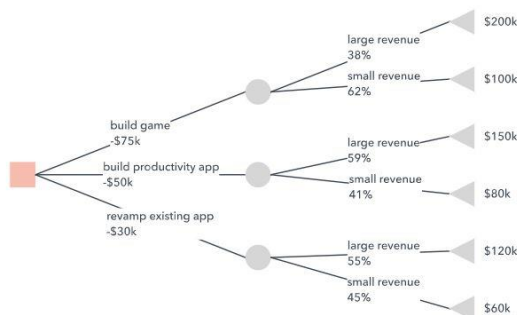 $200k
large revenue
38%
small revenue
62%
$100k
build game
-$75k
$150k
large revenue
59%
build productivity app
-$50k
small revenue
41%
$80k
revamp existing app
-$30k
large revenue
55%
$120k
small revenue
45%
$60k